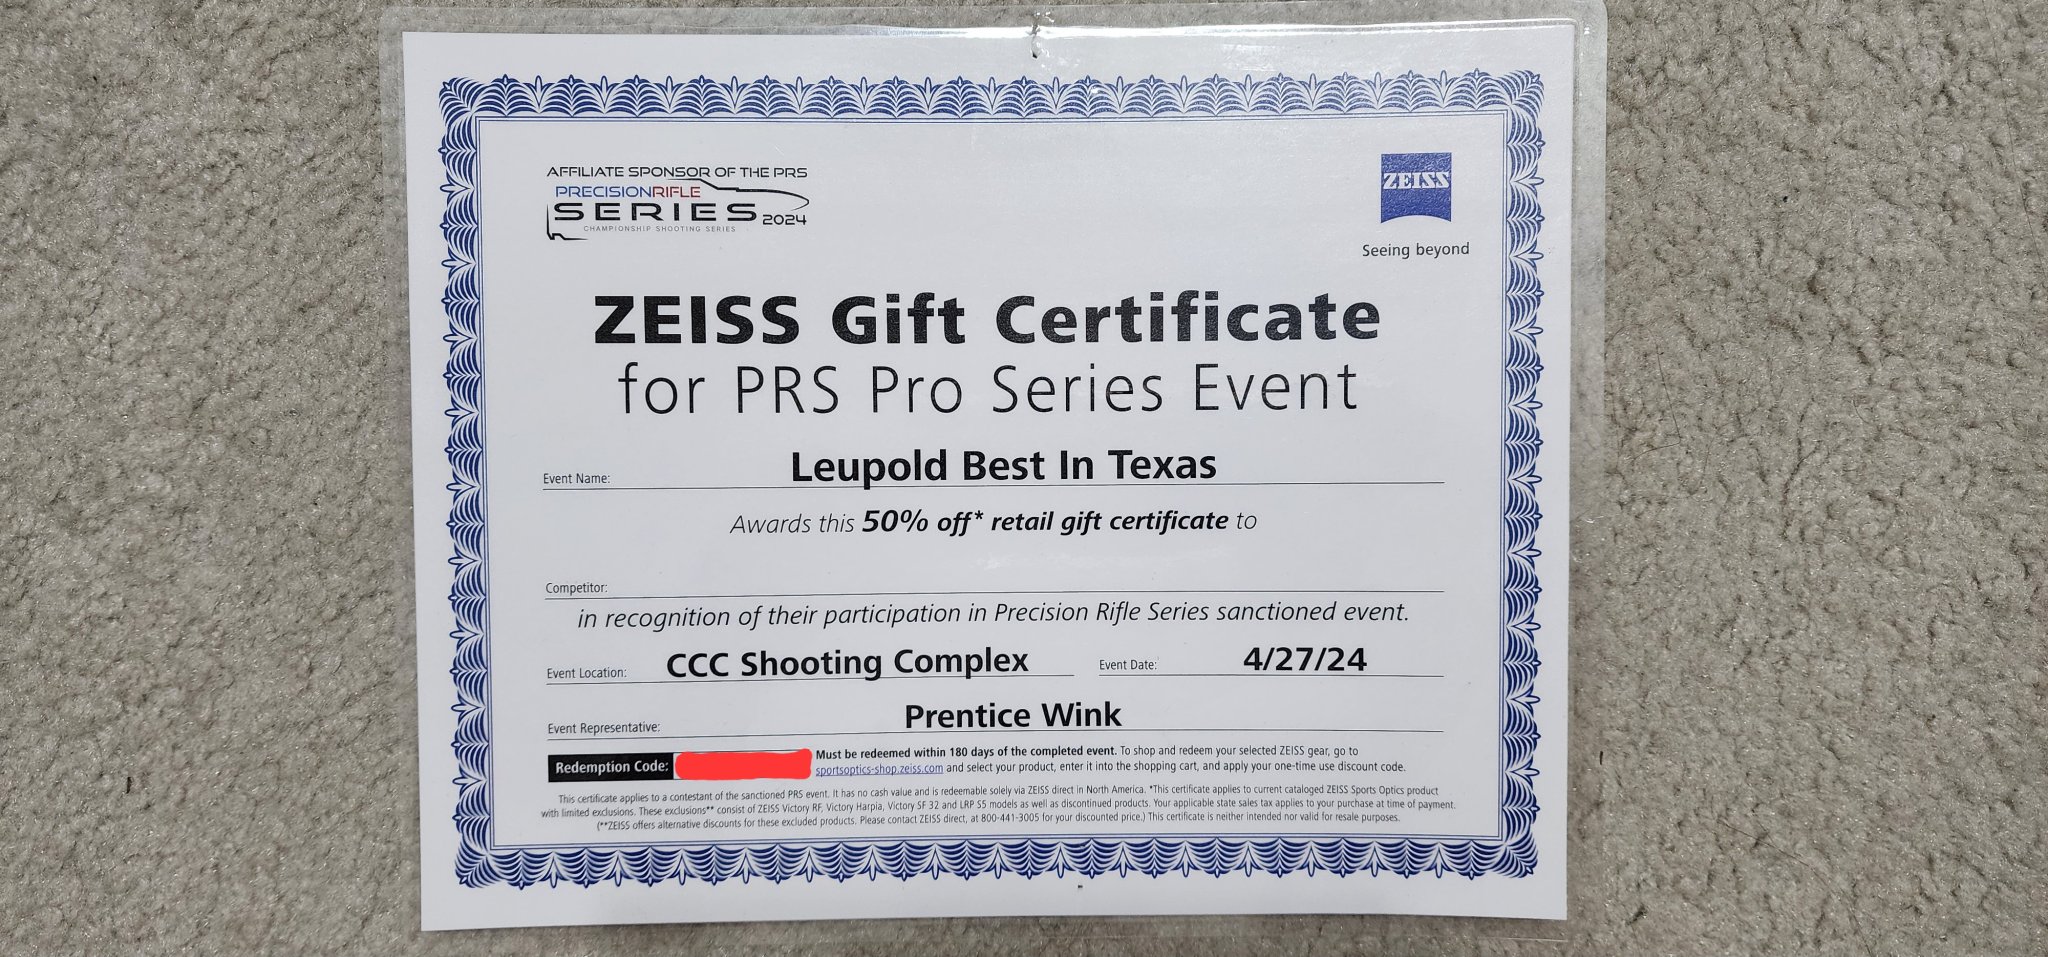 AFFILIATE SPONSOR OF THE PRS
PRECISIONRIFLE
SERIES 2024
CHAMPIONSHIP SHOOTING SERIES
ZEISS
Seeing beyond
ZEISS Gift Certificate
for PRS Pro Series Event
Event Name: Leupold Best In Texas
Awards this 50% off* retail gift certificate to
Competitor:
in recognition of their participation in Precision Rifle Series sanctioned event.
Event Location: CCC Shooting Complex Event Date: 4/27/24
Event Representative: Prentice Wink
Redemption Code:
Must be redeemed within 180 days of the completed event. To shop and redeem your selected ZEISS gear, go to
sportsoptics-shop.zeiss.com and select your product, enter it into the shopping cart, and apply your one-time use discount code.
This certificate applies to a contestant of the sanctioned PRS event. It has no cash value and is redeemable solely via ZEISS direct in North America. *This certificate applies to current cataloged ZEISS Sports Optics product
with limited exclusions. These exclusions** consist of ZEISS Victory RF, Victory Harpia, Victory SF 32 and LRP S5 models as well as discontinued products. Your applicable state sales tax applies to your purchase at time of payment.
(**ZEISS offers alternative discounts for these excluded products. Please contact ZEISS direct, at 800-441-3005 for your discounted price.) This certificate is neither intended nor valid for resale purposes.